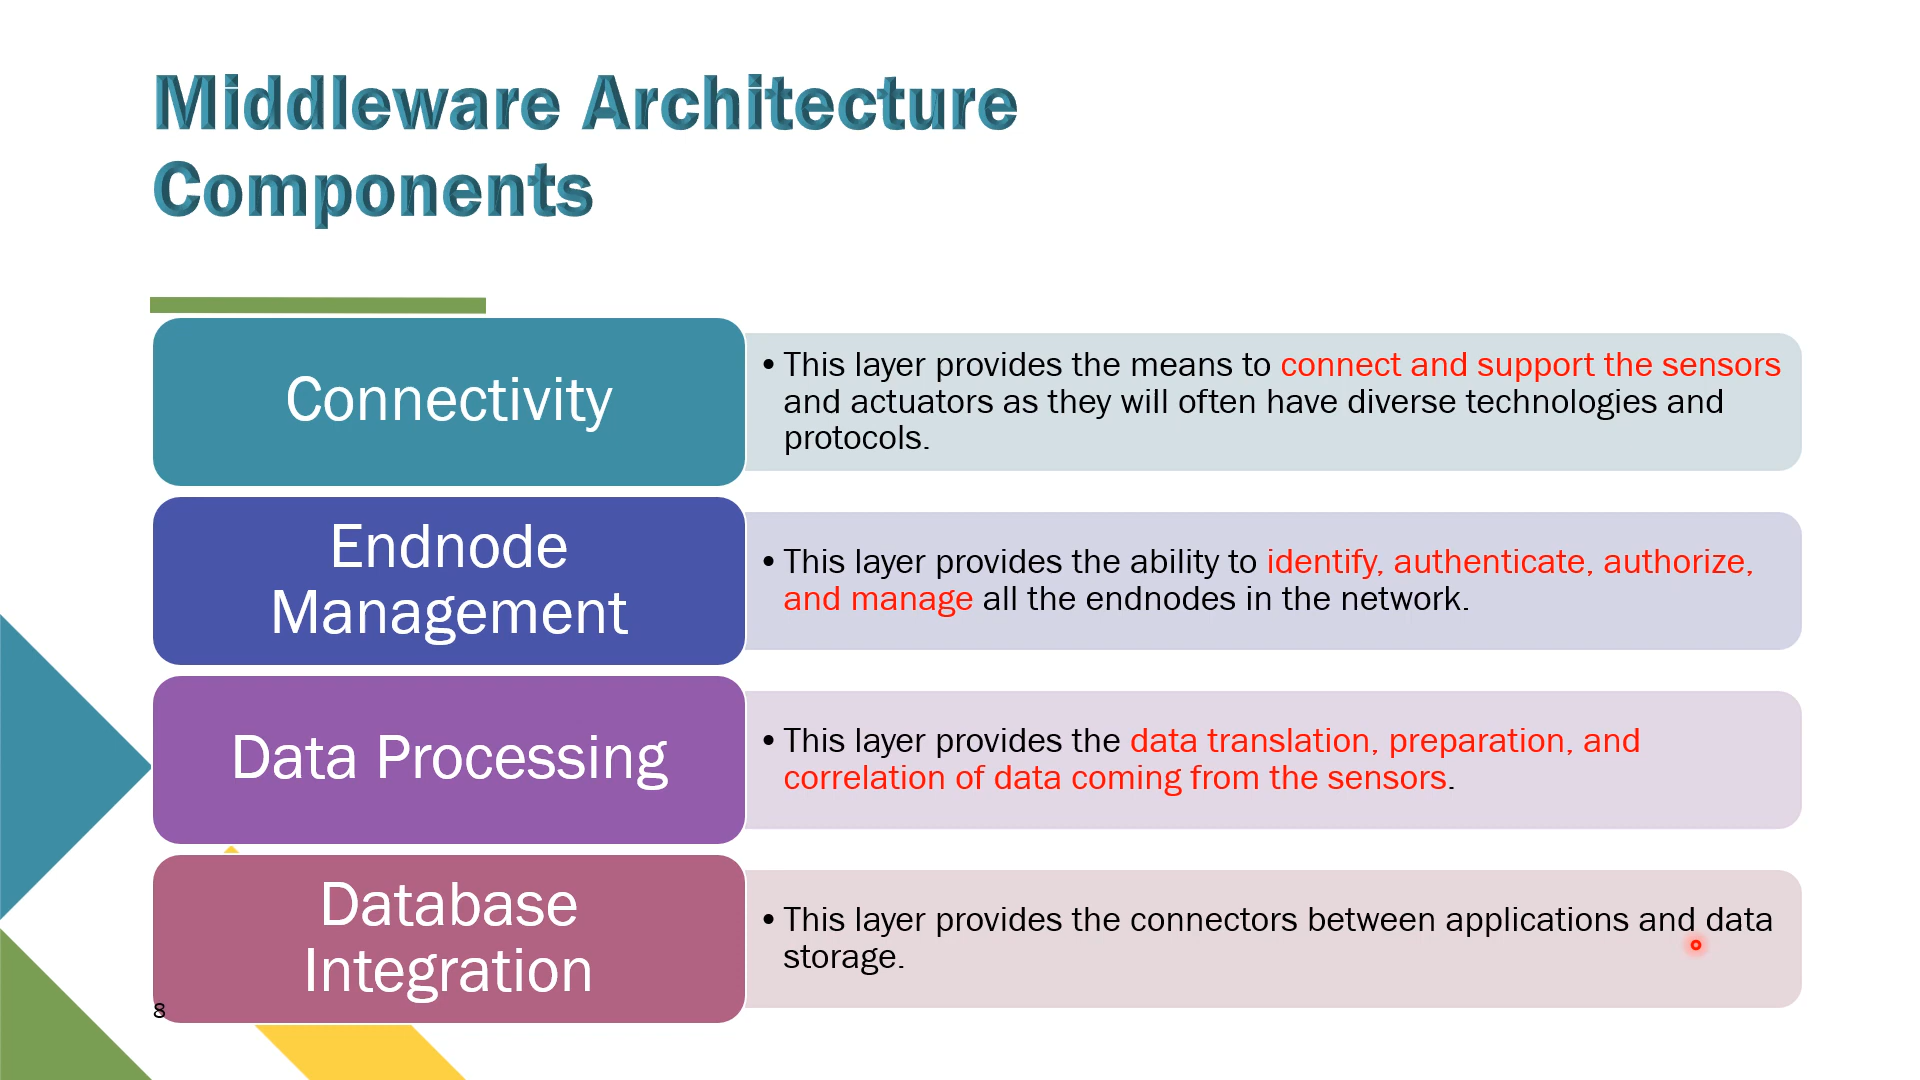 Middleware Architecture
Components
Connectivity
• This layer provides the means to connect and support the sensors
and actuators as they will often have diverse technologies and
protocols.
Endnode
Management
• This layer provides the ability to identify, authenticate, authorize,
and manage all the endnodes in the network.
Data Processing
• This layer provides the data translation, preparation, and
correlation of data coming from the sensors.
Database
Integration
• This layer provides the connectors between applications and data
storage.
8